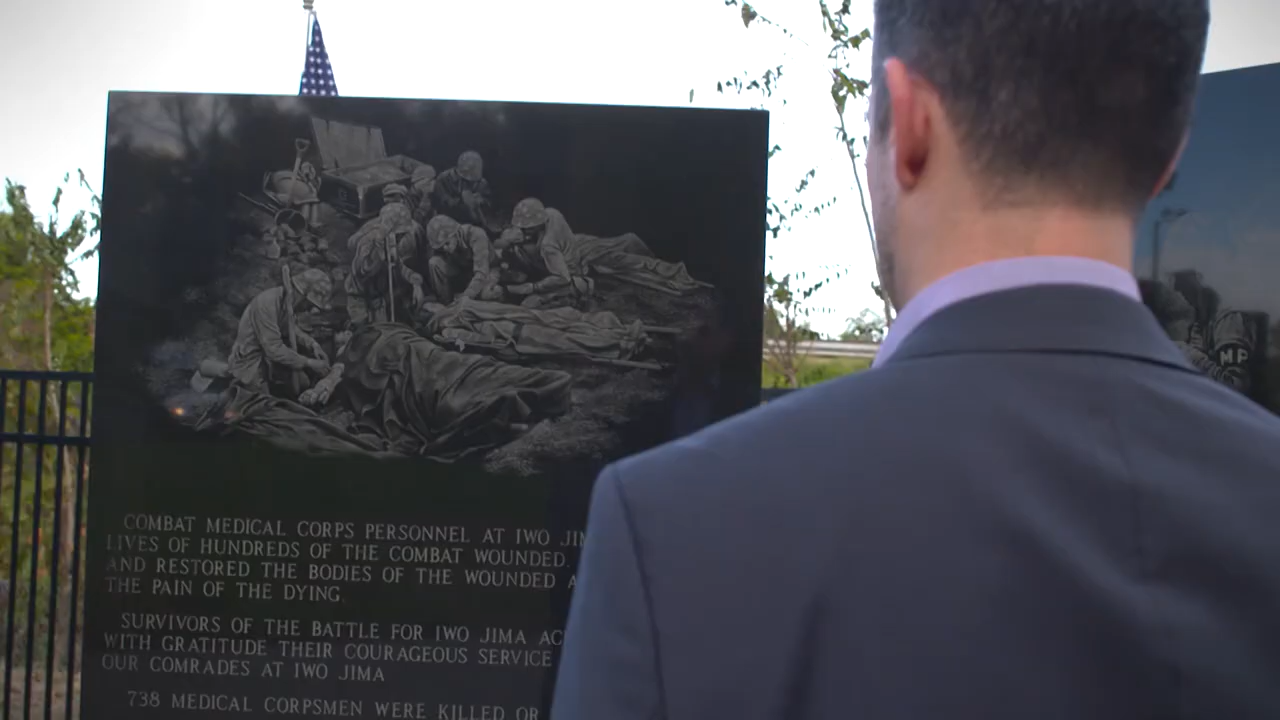 COMBAT MEDICAL CORPS PERSONNEL AT IWO
LIVES OF HUNDREDS OF THE COMBAT WOUNDED.
AND RESTORED THE BODIES OF THE WOUNDED
THE PAIN OF THE DYING.
SURVIVORS OF THE BATTLE FOR IWO JIMA
WITH GRATITUDE THEIR COURAGEOUS SERVICE
OUR COMRADES AT IWO JIMA
738 MEDICAL CORPSMEN WERE KILLED OR
MP